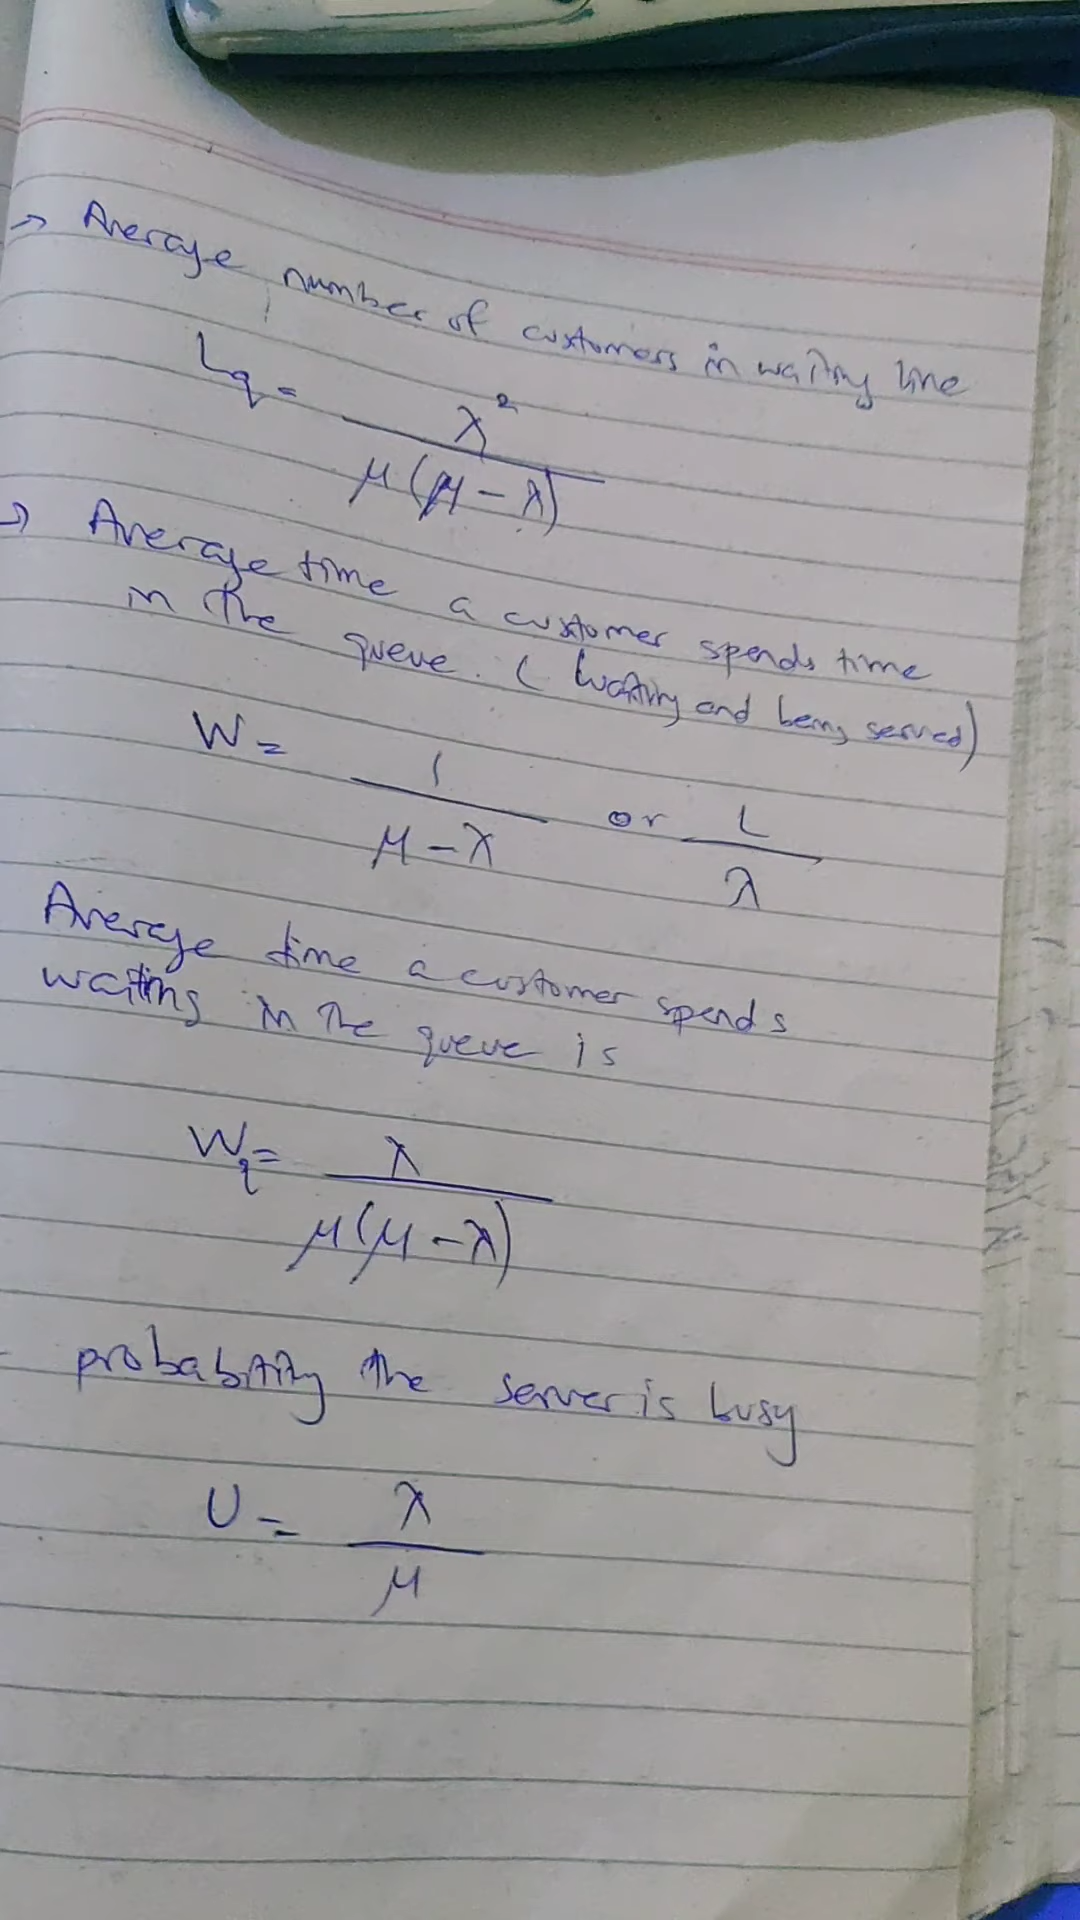 → Average number of customers in waiting line
Lq = λ² / μ(μ - λ)
→ Average time a customer spends time
in the queue. (waiting and being served)
W = 1 / μ - λ or L / λ
Average time a customer spends
waiting in the queue is
Wq = λ / μ(μ - λ)
probability the server is busy
U = λ / μ